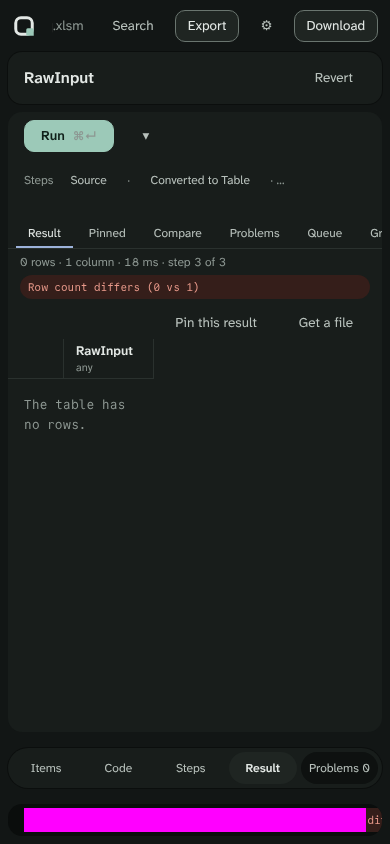 .xlsm Search Export ⚙ Download
RawInput Revert
Run ⌘↵ ▼
Steps Source · Converted to Table · ...
Result Pinned Compare Problems Queue Gr
0 rows · 1 column · 18 ms · step 3 of 3
Row count differs (0 vs 1)
Pin this result Get a file
RawInput
any
The table has
no rows.
Items Code Steps Result Problems 0